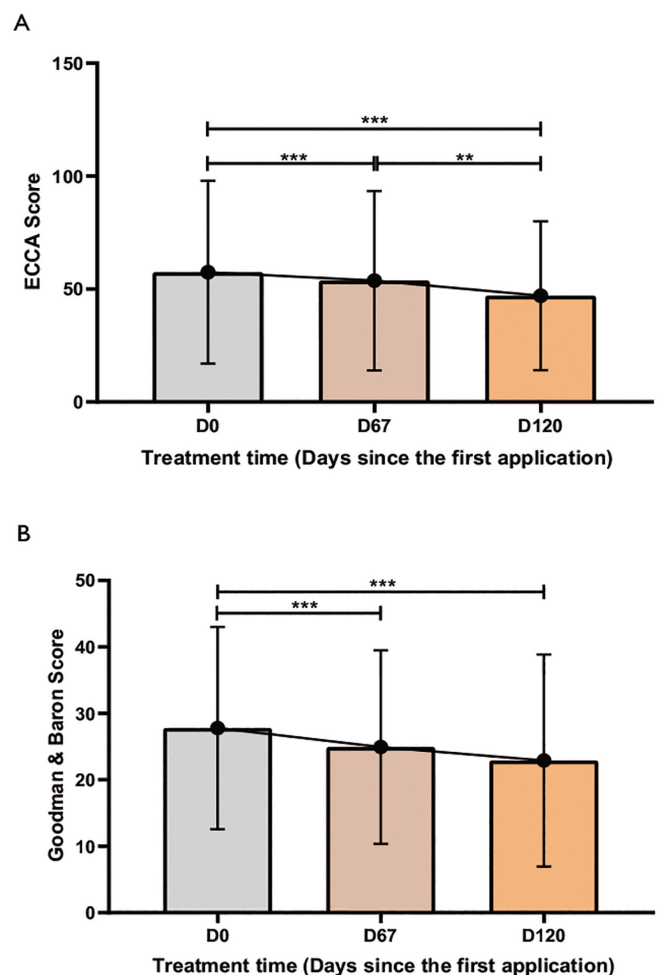 A
150
100
50
0
ECCA Score
***
*** **
D0 D67 D120
Treatment time (Days since the first application)
B
50
40
30
20
10
0
Goodman & Baron Score
***
***
D0 D67 D120
Treatment time (Days since the first application)